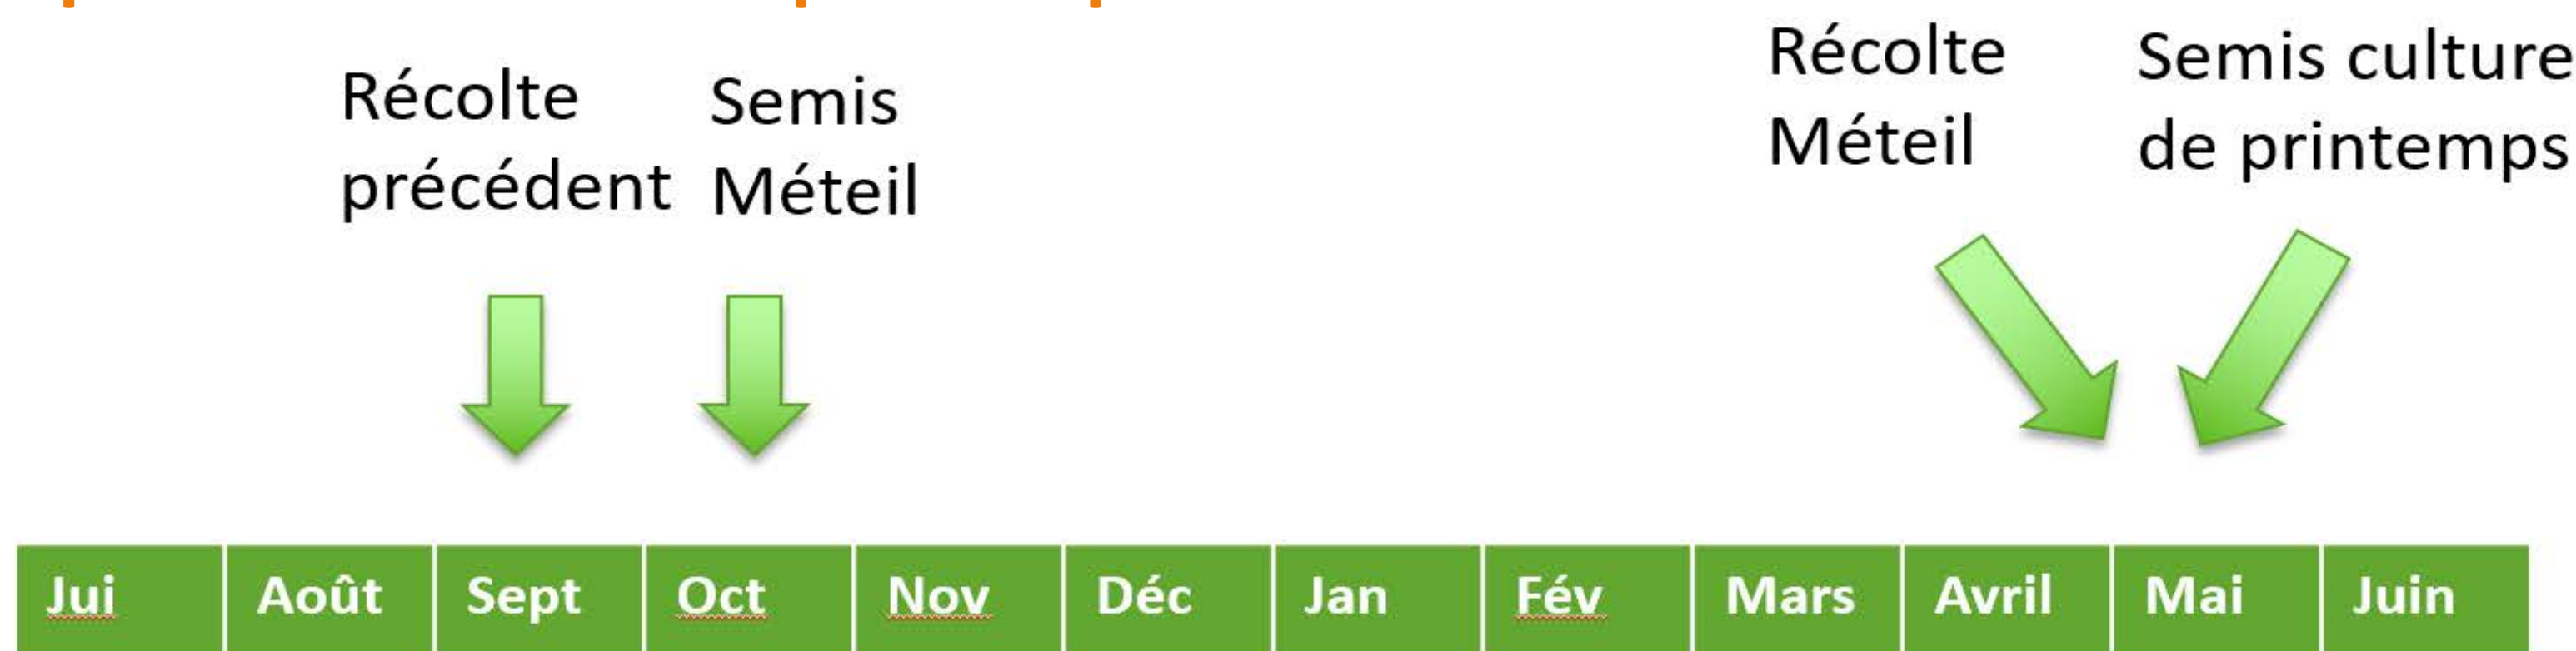 Récolte
précédent
Semis
Méteil
Récolte
Méteil
Semis culture
de printemps
Jui Août Sept Oct Nov Déc Jan Fév Mars Avril Mai Juin